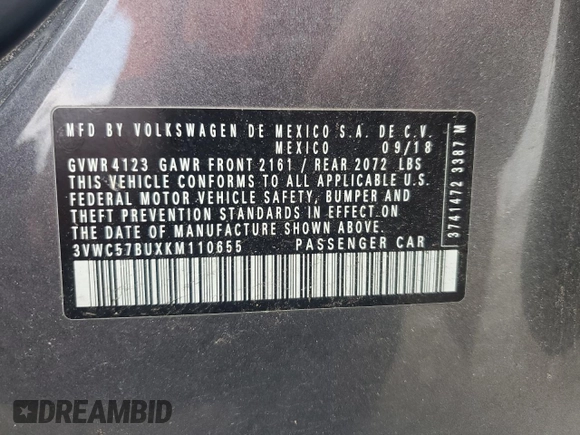 MFD BY VOLKSWAGEN DE MEXICO S.A. DE C.V.
MEXICO 09/18
GVWR 4123 GAWR FRONT 2161 / REAR 2072 LBS
THIS VEHICLE CONFORMS TO ALL APPLICABLE U.S.
FEDERAL MOTOR VEHICLE SAFETY, BUMPER AND
THEFT PREVENTION STANDARDS IN EFFECT ON
THE DATE OF MANUFACTURE SHOWN ABOVE.
3VWC57BUXKM110655 PASSENGER CAR
3741472 3387 M
DREAMBID